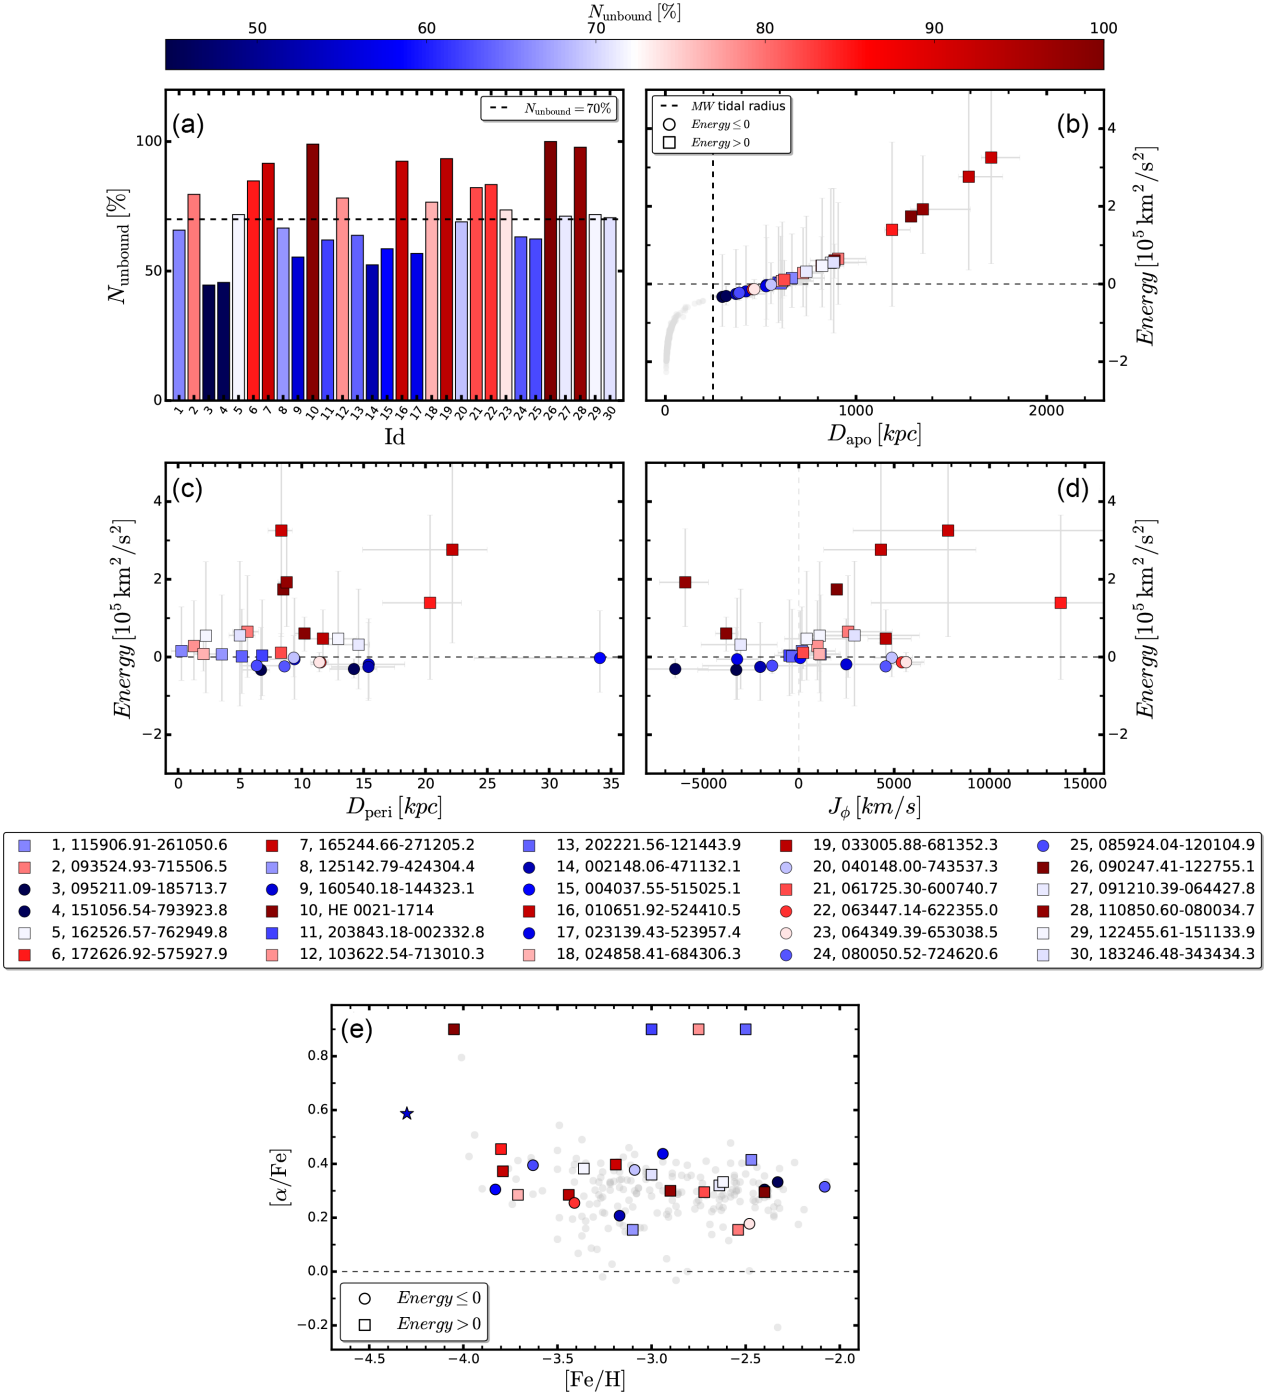 N_unbound [%]
50 60 70 80 90 100
(a)
N_unbound = 70%
100
50
0
N_unbound [%]
1 2 3 4 5 6 7 8 9 10 11 12 13 14 15 16 17 18 19 20 21 22 23 24 25 26 27 28 29 30
Id
(b)
MW tidal radius
Energy ≤ 0
Energy > 0
4
2
0
−2
Energy [10^5 km^2/s^2]
0 1000 2000
D_apo [kpc]
(c)
4
2
0
−2
Energy [10^5 km^2/s^2]
0 5 10 15 20 25 30 35
D_peri [kpc]
(d)
4
2
0
−2
Energy [10^5 km^2/s^2]
−5000 0 5000 10000 15000
J_ϕ [km/s]
1, 115906.91-261050.6
2, 093524.93-715506.5
3, 095211.09-185713.7
4, 151056.54-793923.8
5, 162526.57-762949.8
6, 172626.92-575927.9
7, 165244.66-271205.2
8, 125142.79-424304.4
9, 160540.18-144323.1
10, HE 0021-1714
11, 203843.18-002332.8
12, 103622.54-713010.3
13, 202221.56-121443.9
14, 002148.06-471132.1
15, 004037.55-515025.1
16, 010651.92-524410.5
17, 023139.43-523957.4
18, 024858.41-684306.3
19, 033005.88-681352.3
20, 040148.00-743537.3
21, 061725.30-600740.7
22, 063447.14-622355.0
23, 064349.39-653038.5
24, 080050.52-724620.6
25, 085924.04-120104.9
26, 090247.41-122755.1
27, 091210.39-064427.8
28, 110850.60-080034.7
29, 122455.61-151133.9
30, 183246.48-343434.3
(e)
0.8
0.6
0.4
0.2
0.0
−0.2
[α/Fe]
Energy ≤ 0
Energy > 0
−4.5 −4.0 −3.5 −3.0 −2.5 −2.0
[Fe/H]